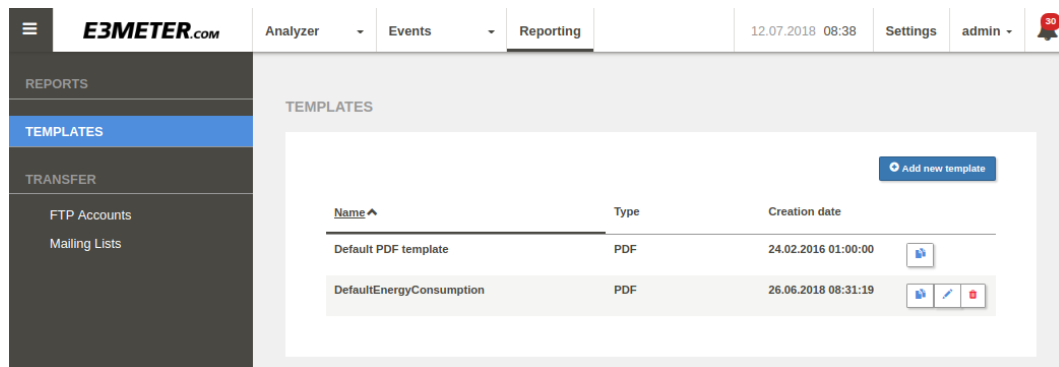 E3METER.COM Analyzer Events Reporting 12.07.2018 08:38 Settings admin 30
REPORTS
TEMPLATES
TRANSFER
FTP Accounts
Mailing Lists
TEMPLATES
Add new template
Name Type Creation date
Default PDF template PDF 24.02.2016 01:00:00
DefaultEnergyConsumption PDF 26.06.2018 08:31:19